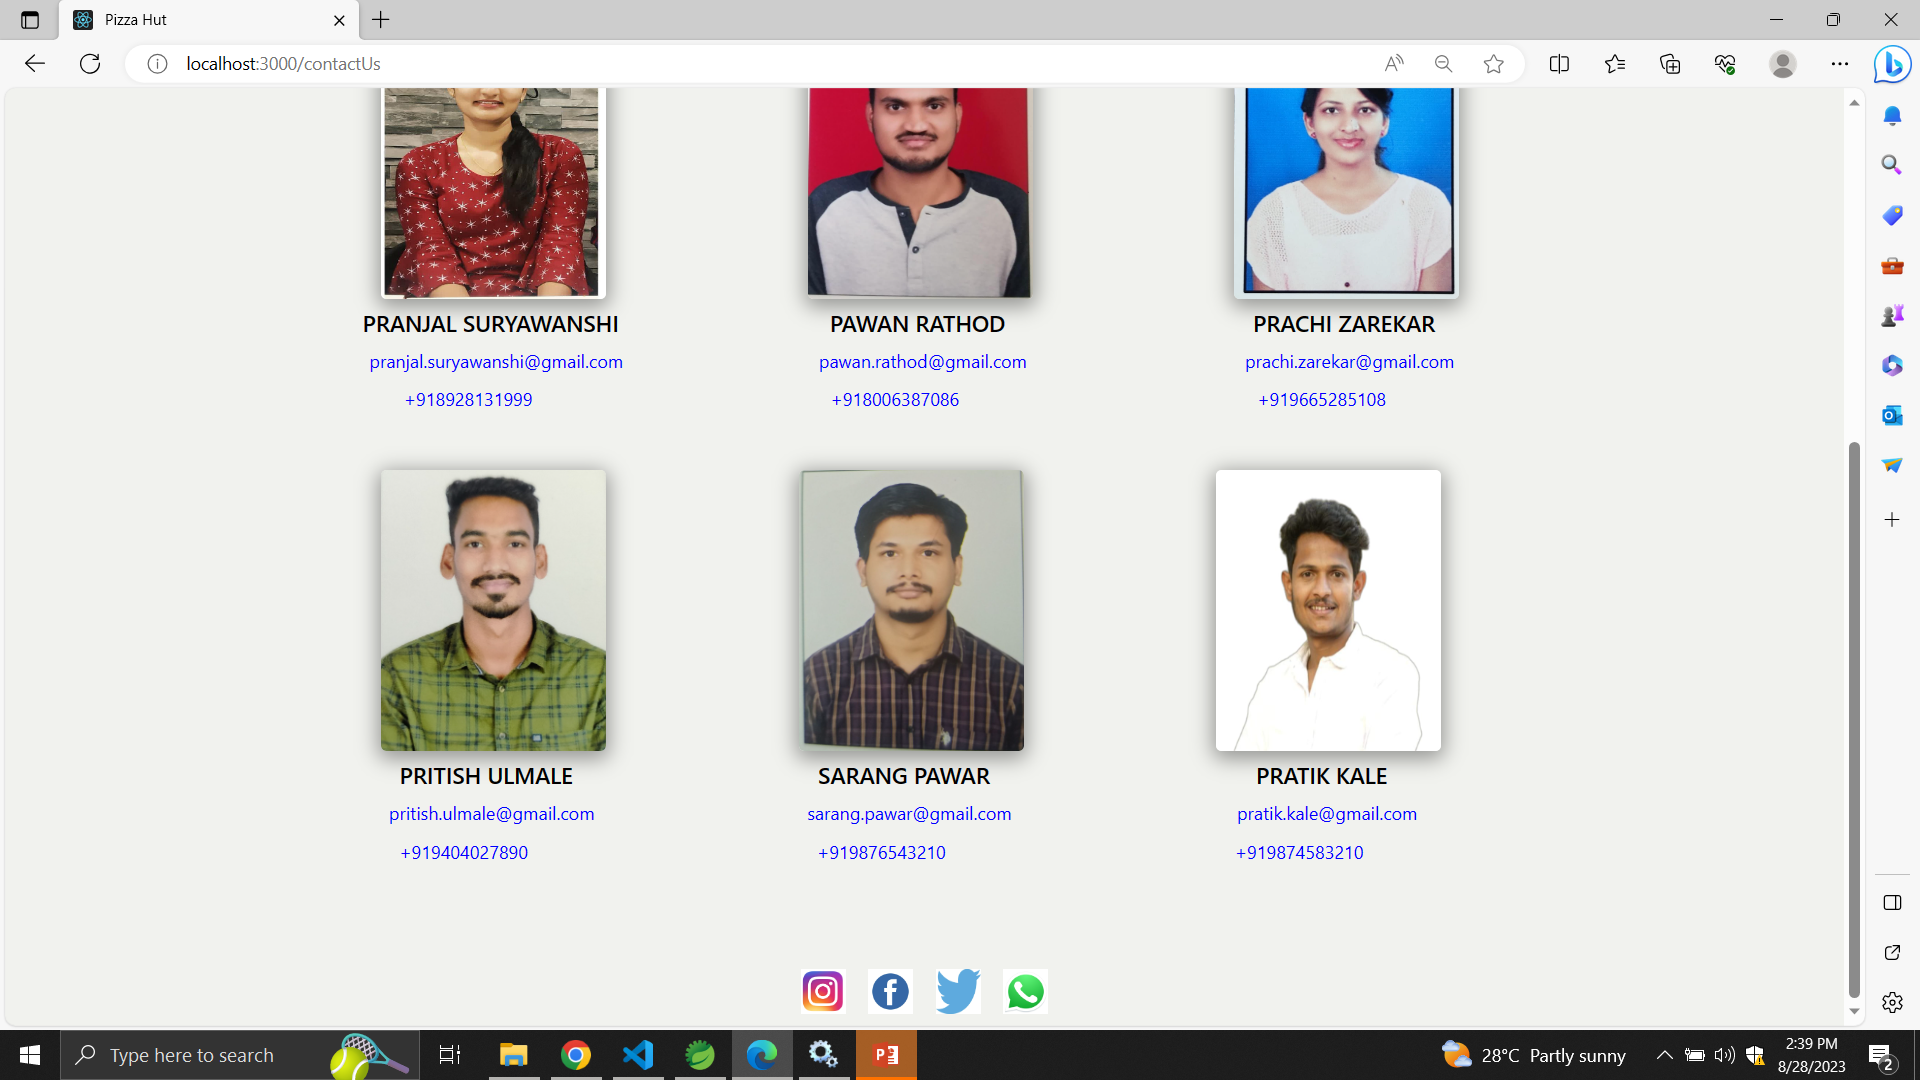 Pizza Hut
localhost:3000/contactUs
PRANJAL SURYAWANSHI
PAWAN RATHOD
PRACHI ZAREKAR
pranjal.suryawanshi@gmail.com
pawan.rathod@gmail.com
prachi.zarekar@gmail.com
+918928131999
+918006387086
+919665285108
PRITISH ULMALE
SARANG PAWAR
PRATIK KALE
pritish.ulmale@gmail.com
sarang.pawar@gmail.com
pratik.kale@gmail.com
+919404027890
+919876543210
+919874583210
Type here to search
28°C Partly sunny
2:39 PM
8/28/2023
2